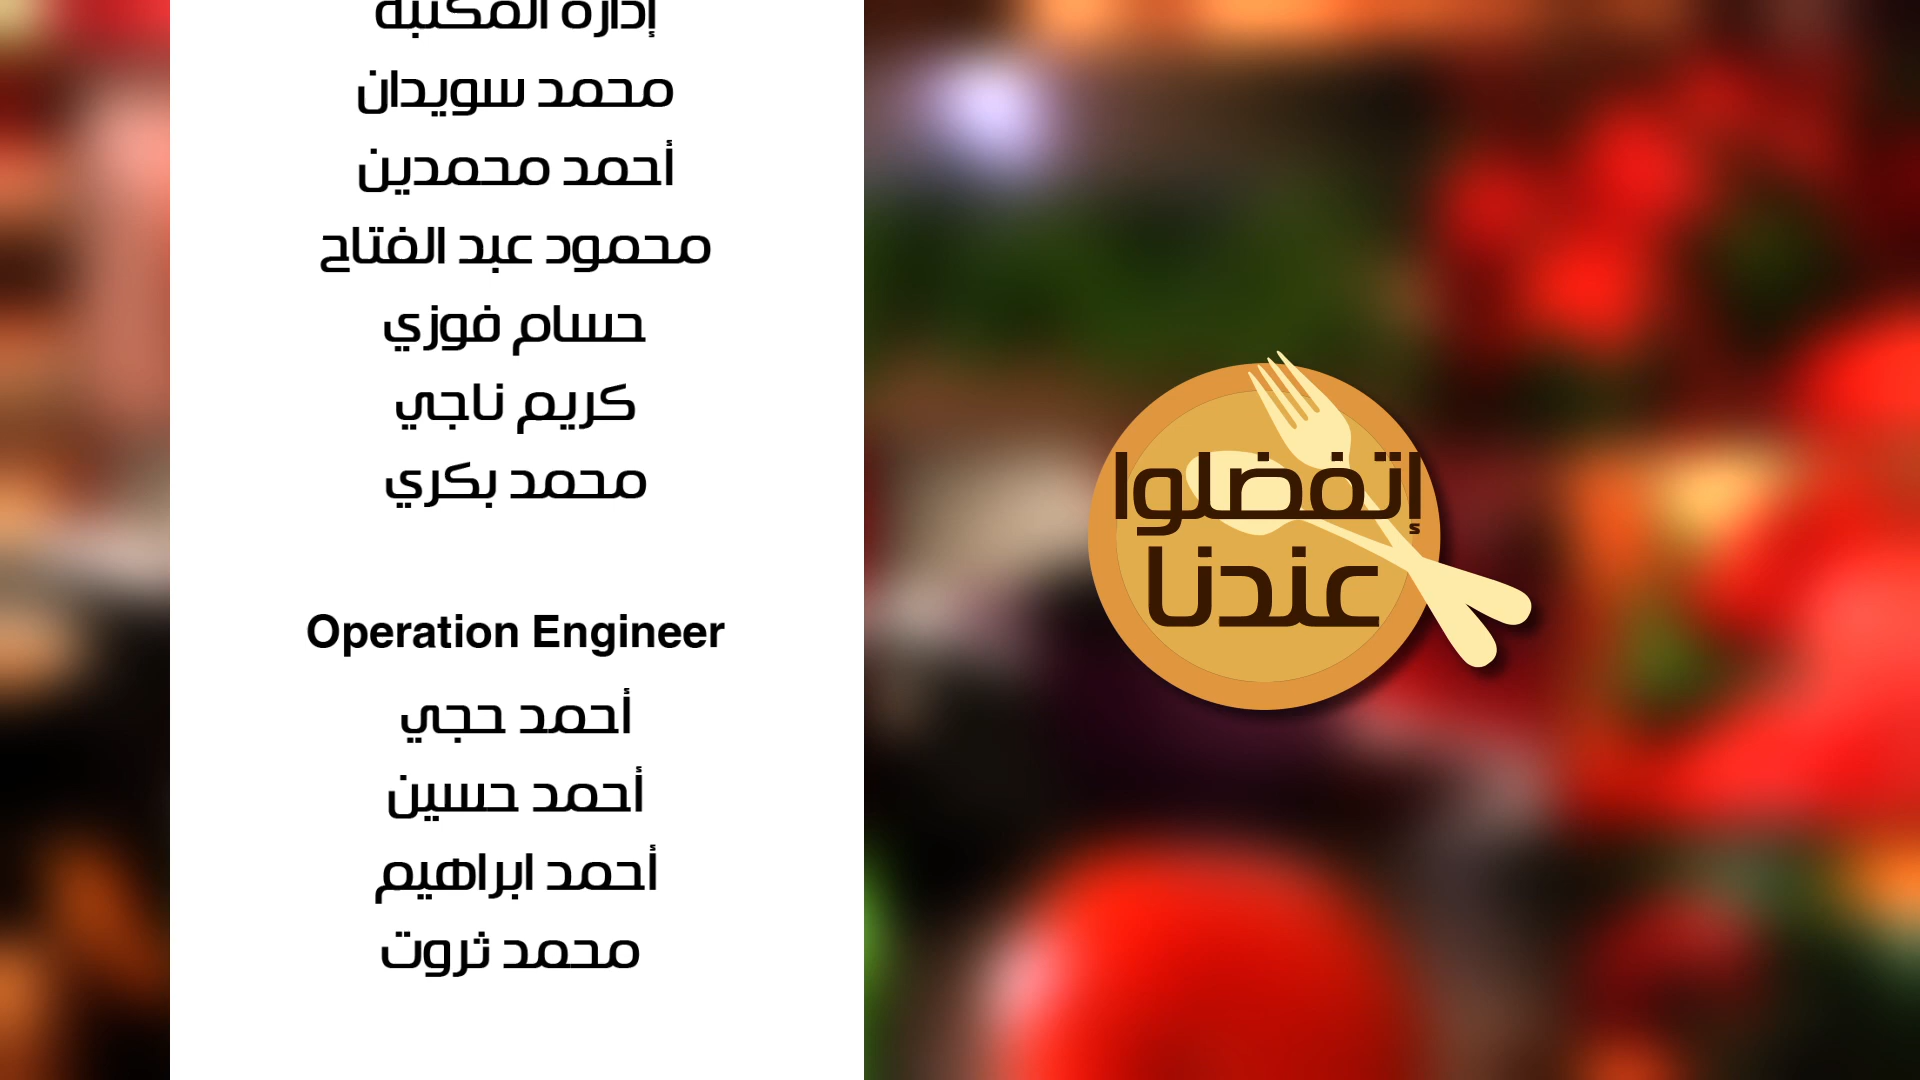 إدارة المكتبة
محمد سويدان
أحمد محمدين
محمود عبد الفتاح
حسام فوزي
كريم ناجي
محمد بكري
Operation Engineer
أحمد حجي
أحمد حسين
أحمد ابراهيم
محمد ثروت
إتفضلوا
عندنا